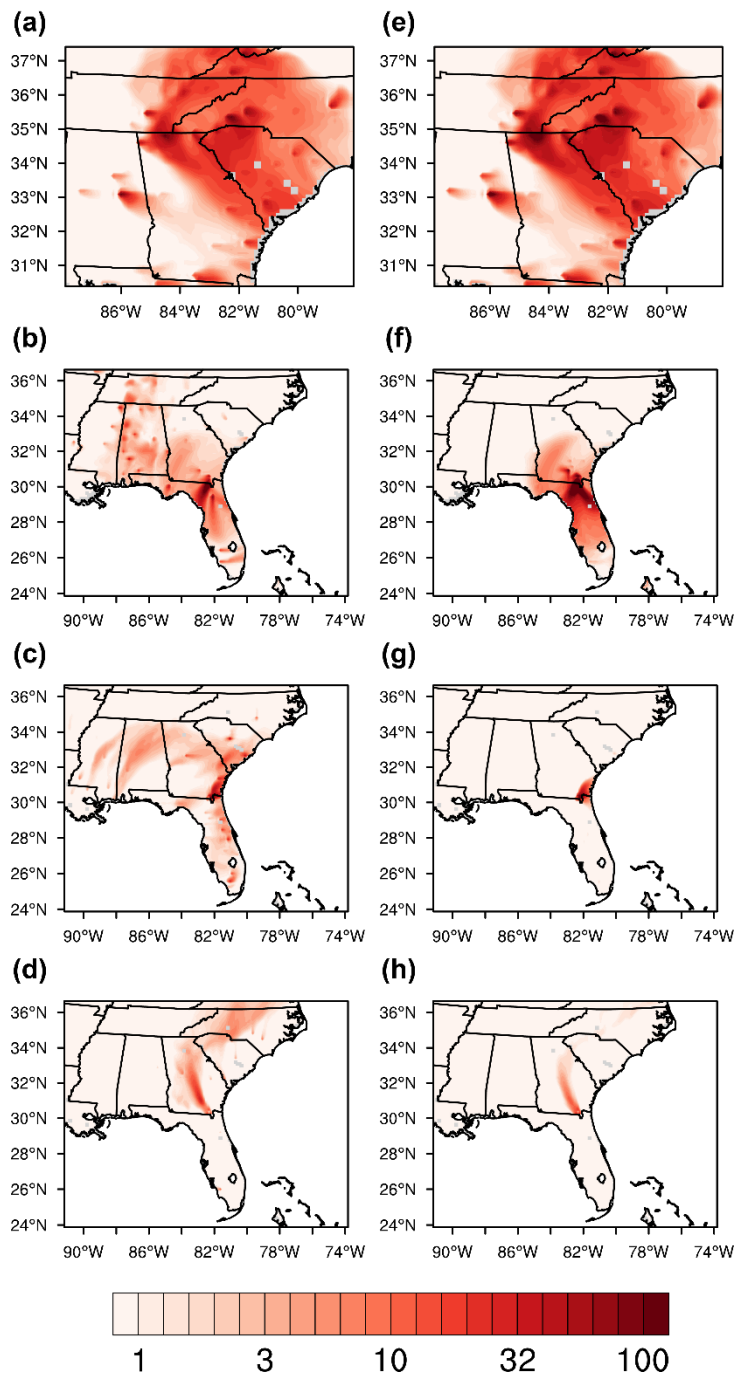 (a) (e)
37°N 37°N
36°N 36°N
35°N 35°N
34°N 34°N
33°N 33°N
32°N 32°N
31°N 31°N
86°W 84°W 82°W 80°W 86°W 84°W 82°W 80°W
(b) (f)
36°N 36°N
34°N 34°N
32°N 32°N
30°N 30°N
28°N 28°N
26°N 26°N
24°N 24°N
90°W 86°W 82°W 78°W 74°W 90°W 86°W 82°W 78°W 74°W
(c) (g)
36°N 36°N
34°N 34°N
32°N 32°N
30°N 30°N
28°N 28°N
26°N 26°N
24°N 24°N
90°W 86°W 82°W 78°W 74°W 90°W 86°W 82°W 78°W 74°W
(d) (h)
36°N 36°N
34°N 34°N
32°N 32°N
30°N 30°N
28°N 28°N
26°N 26°N
24°N 24°N
90°W 86°W 82°W 78°W 74°W 90°W 86°W 82°W 78°W 74°W
1 3 10 32 100